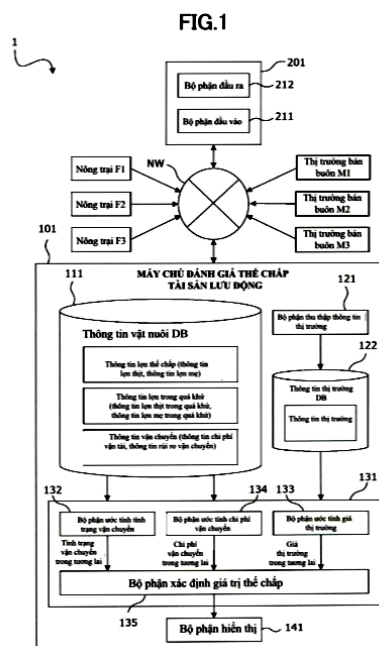 FIG.1
1
201
Bộ phận đầu ra
212
Bộ phận đầu vào
211
NW
Nông trại F1
Nông trại F2
Nông trại F3
Thị trường bán
buôn M1
Thị trường bán
buôn M2
Thị trường bán
buôn M3
101
MÁY CHỦ ĐÁNH GIÁ THẾ CHẤP
TÀI SẢN LƯU ĐỘNG
111
Thông tin vật nuôi DB
Thông tin lợn thế chấp (thông tin
lợn thịt, thông tin lợn mẹ)
Thông tin lợn trong quá khứ
(thông tin lợn thịt trong quá khứ,
thông tin lợn mẹ trong quá khứ)
Thông tin vận chuyển (thông tin chi phí
vận tải, thông tin rủi ro vận chuyển)
121
Bộ phận thu thập thông tin
thị trường
122
Thông tin thị trường
DB
Thông tin thị trường
131
132
Bộ phận ước tính tình
trạng vận chuyển
134
Bộ phận ước tính chi phí
vận chuyển
133
Bộ phận ước tính giá
thị trường
Tình trạng
vận chuyển
trong tương lai
Chi phí
vận chuyển
trong tương lai
Giá
thị trường
trong tương lai
Bộ phận xác định giá trị thế chấp
135
Bộ phận hiển thị
141